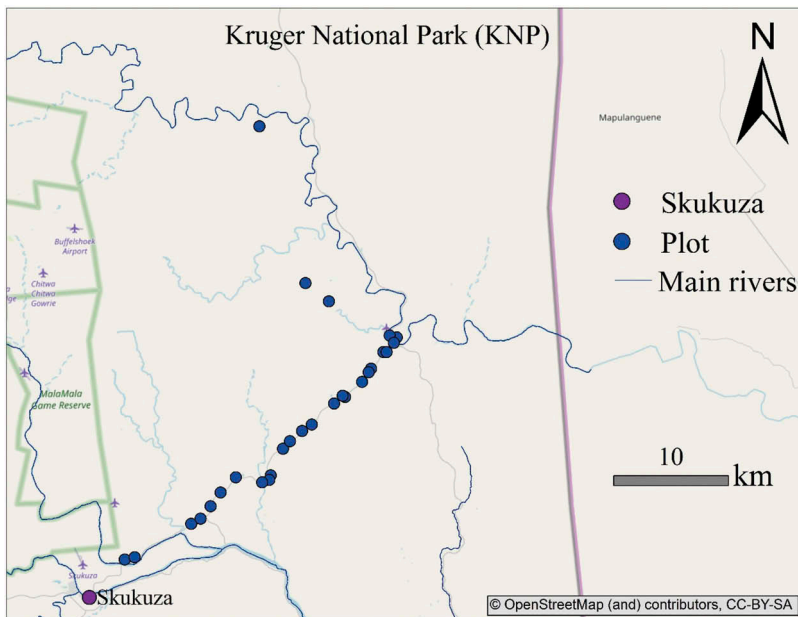 Kruger National Park (KNP)
N
Mapulanguene
Skukuza
Plot
Main rivers
Buffelshoek
Airport
Chitwa
Chitwa
Gowrie
MalaMala
Game Reserve
10
km
Skukuza
Skukuza
© OpenStreetMap (and) contributors, CC-BY-SA